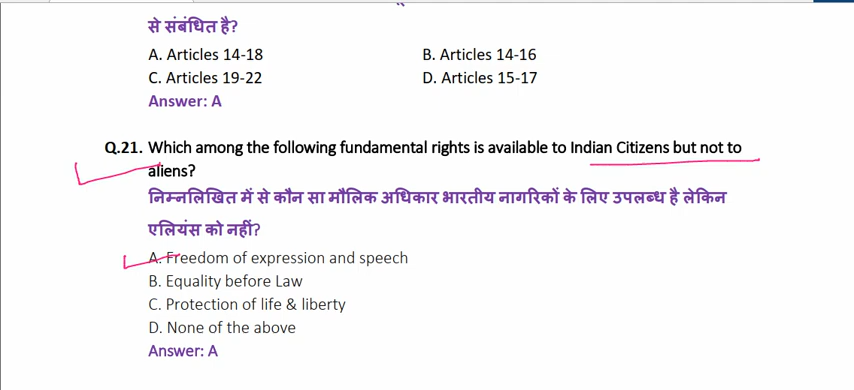 से संबंधित है?
A. Articles 14-18 B. Articles 14-16
C. Articles 19-22 D. Articles 15-17
Answer: A
Q.21. Which among the following fundamental rights is available to Indian Citizens but not to
aliens?
निम्नलिखित में से कौन सा मौलिक अधिकार भारतीय नागरिकों के लिए उपलब्ध है लेकिन
एलियंस को नहीं?
A. Freedom of expression and speech
B. Equality before Law
C. Protection of life & liberty
D. None of the above
Answer: A